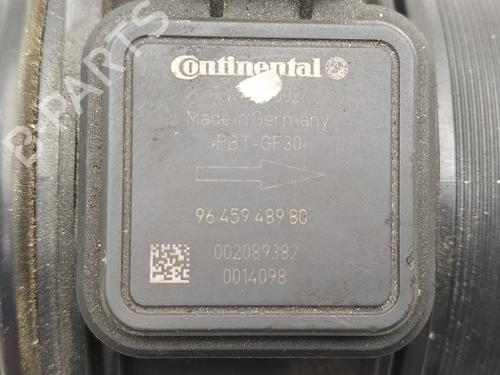 Continental
Made in Germany
>PBT-GF30<
96 459 489 80
002089382
0014098
B-PARTS